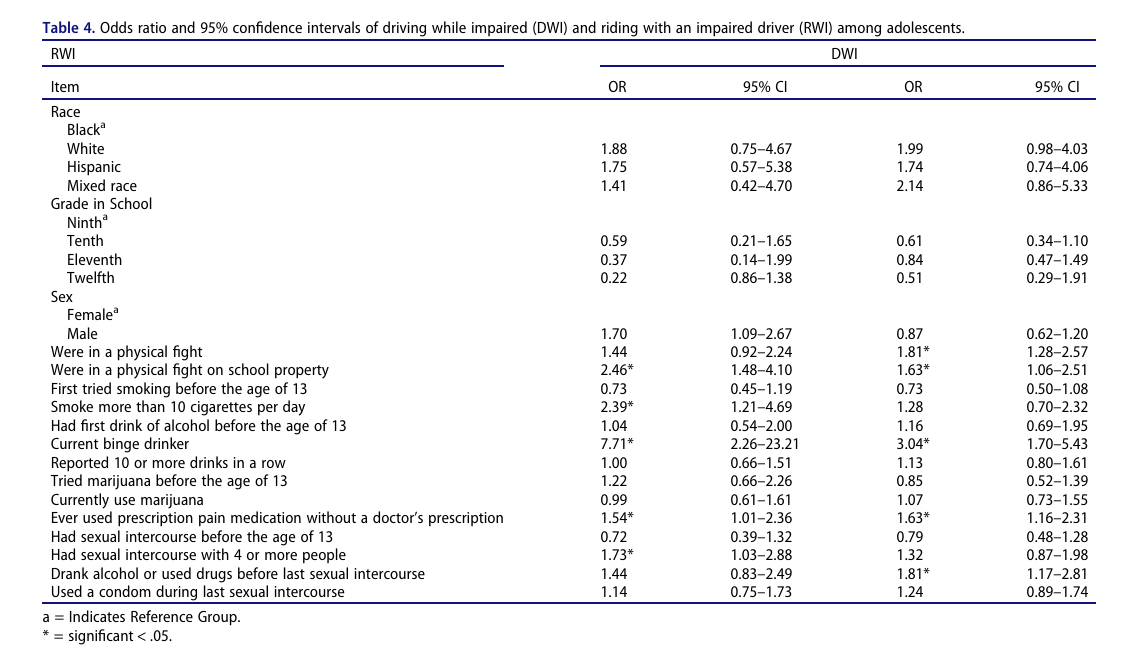 Table 4. Odds ratio and 95% confidence intervals of driving while impaired (DWI) and riding with an impaired driver (RWI) among adolescents.
RWI DWI
Item OR 95% CI OR 95% CI
Race
Blackᵃ
White 1.88 0.75–4.67 1.99 0.98–4.03
Hispanic 1.75 0.57–5.38 1.74 0.74–4.06
Mixed race 1.41 0.42–4.70 2.14 0.86–5.33
Grade in School
Ninthᵃ
Tenth 0.59 0.21–1.65 0.61 0.34–1.10
Eleventh 0.37 0.14–1.99 0.84 0.47–1.49
Twelfth 0.22 0.86–1.38 0.51 0.29–1.91
Sex
Femaleᵃ
Male 1.70 1.09–2.67 0.87 0.62–1.20
Were in a physical fight 1.44 0.92–2.24 1.81* 1.28–2.57
Were in a physical fight on school property 2.46* 1.48–4.10 1.63* 1.06–2.51
First tried smoking before the age of 13 0.73 0.45–1.19 0.73 0.50–1.08
Smoke more than 10 cigarettes per day 2.39* 1.21–4.69 1.28 0.70–2.32
Had first drink of alcohol before the age of 13 1.04 0.54–2.00 1.16 0.69–1.95
Current binge drinker 7.71* 2.26–23.21 3.04* 1.70–5.43
Reported 10 or more drinks in a row 1.00 0.66–1.51 1.13 0.80–1.61
Tried marijuana before the age of 13 1.22 0.66–2.26 0.85 0.52–1.39
Currently use marijuana 0.99 0.61–1.61 1.07 0.73–1.55
Ever used prescription pain medication without a doctor's prescription 1.54* 1.01–2.36 1.63* 1.16–2.31
Had sexual intercourse before the age of 13 0.72 0.39–1.32 0.79 0.48–1.28
Had sexual intercourse with 4 or more people 1.73* 1.03–2.88 1.32 0.87–1.98
Drank alcohol or used drugs before last sexual intercourse 1.44 0.83–2.49 1.81* 1.17–2.81
Used a condom during last sexual intercourse 1.14 0.75–1.73 1.24 0.89–1.74
a = Indicates Reference Group.
* = significant < .05.